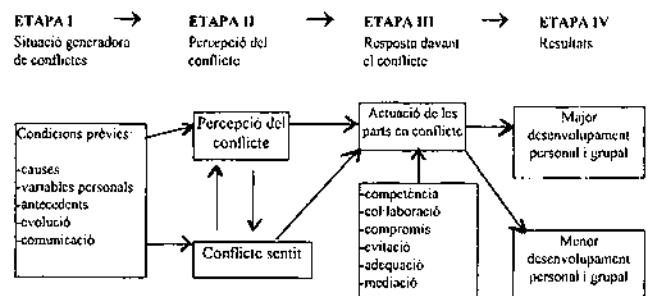 ETAPA I → ETAPA II → ETAPA III → ETAPA IV
Situació generadora
de conflictes
Percepció del
conflicte
Resposta davant
el conflicte
Resultats
Condicions prèvies:
-causes
-variables personals
-antecedents
-evolució
-comunicació
Percepció del
conflicte
Conflicte sentit
Actuació de les
parts en conflicte
-competència
-col·laboració
-compromís
-evitació
-adequació
-mediació
Major
desenvolupament
personal i grupal
Menor
desenvolupament
personal i grupal